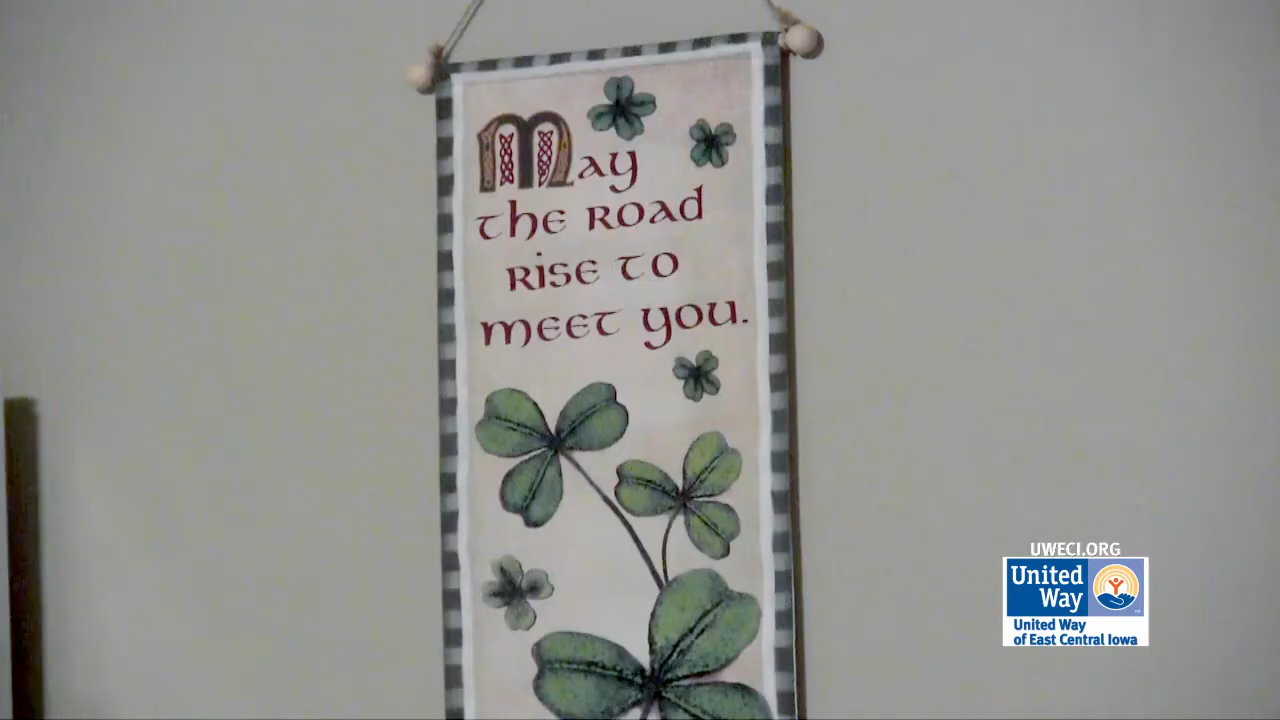 May
the road
rise to
meet you.
UWECI.ORG
United
Way
United Way
of East Central Iowa